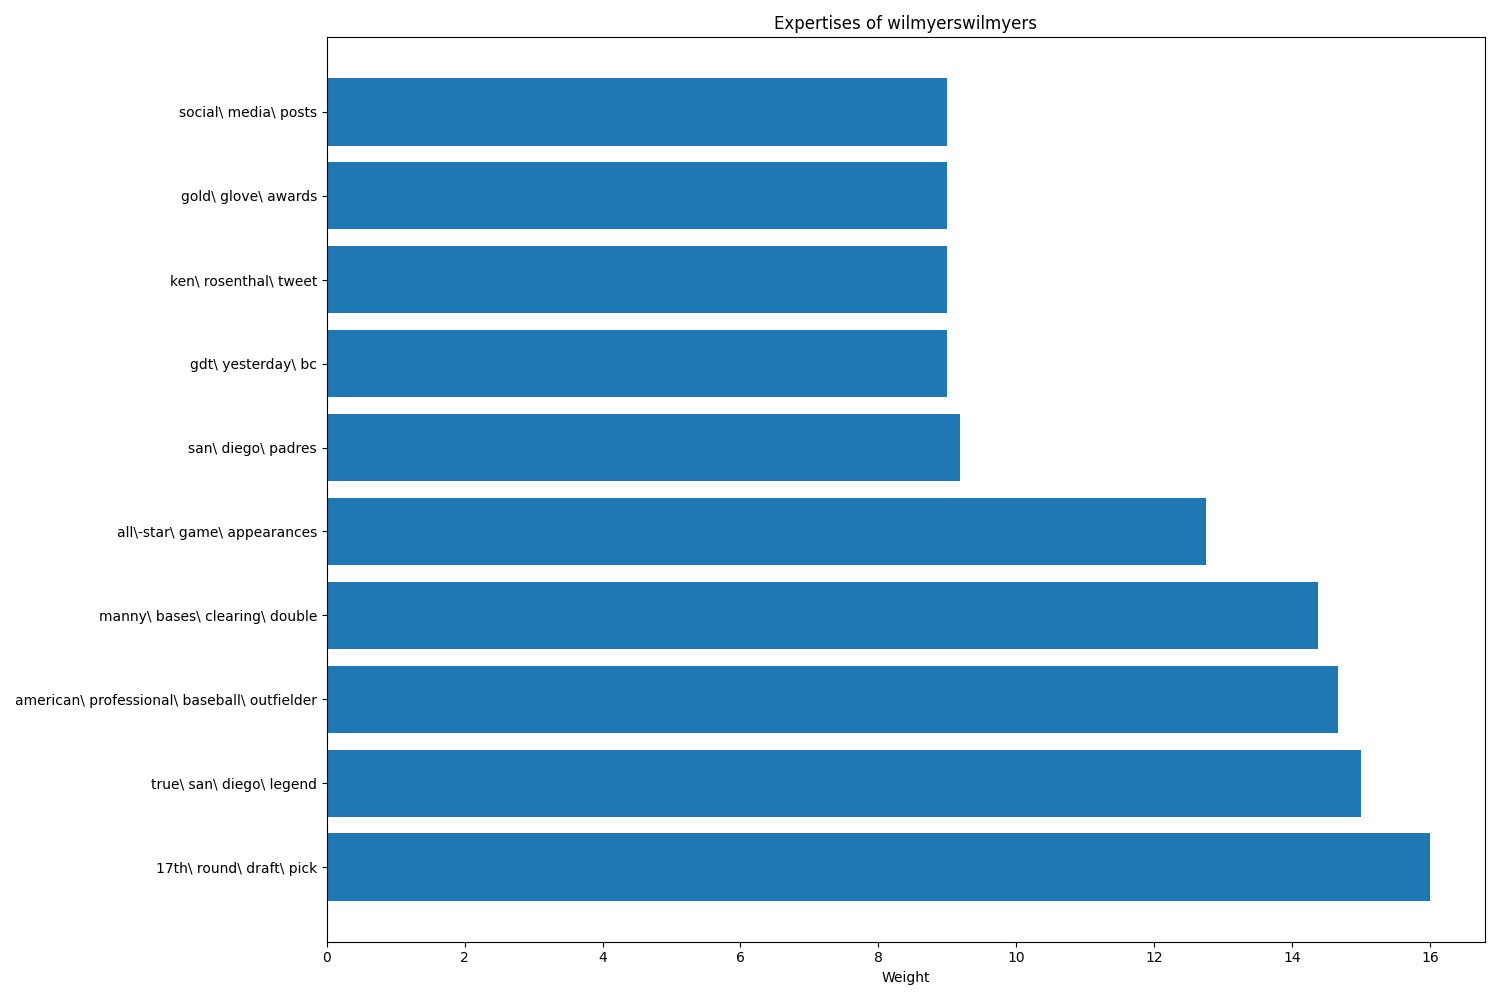 Expertises of wilmyerswilmyers
social\ media\ posts
gold\ glove\ awards
ken\ rosenthal\ tweet
gdt\ yesterday\ bc
san\ diego\ padres
all\-star\ game\ appearances
manny\ bases\ clearing\ double
american\ professional\ baseball\ outfielder
true\ san\ diego\ legend
17th\ round\ draft\ pick
0 2 4 6 8 10 12 14 16
Weight